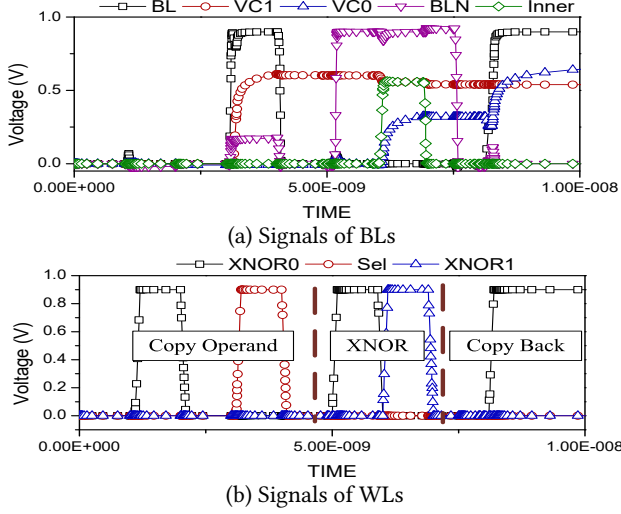 BL VC1 VC0 BLN Inner
1.0
0.5
0.0
Voltage (V)
0.00E+000 5.00E-009 1.00E-008
TIME
(a) Signals of BLs
XNOR0 Sel XNOR1
1.0
0.8
0.6
0.4
0.2
0.0
Voltage (V)
Copy Operand XNOR Copy Back
0.00E+000 5.00E-009 1.00E-008
TIME
(b) Signals of WLs